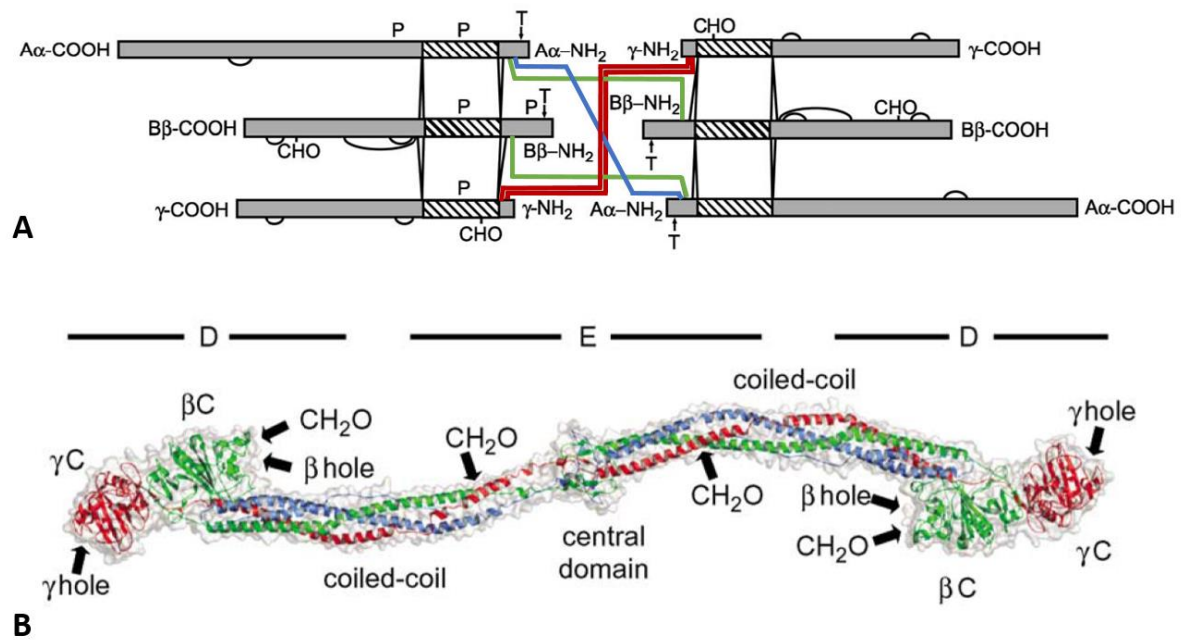 P P T CHO
Aα-COOH Aα–NH₂ γ-NH₂ γ-COOH
P P T Bβ–NH₂ CHO
Bβ-COOH Bβ-COOH
CHO Bβ–NH₂ T
P
γ-COOH γ-NH₂ Aα–NH₂ Aα-COOH
A CHO T
D E D
coiled-coil
βC CH₂O γhole
CH₂O
γC β hole
CH₂O β hole
central CH₂O
γhole coiled-coil domain βC γC
B